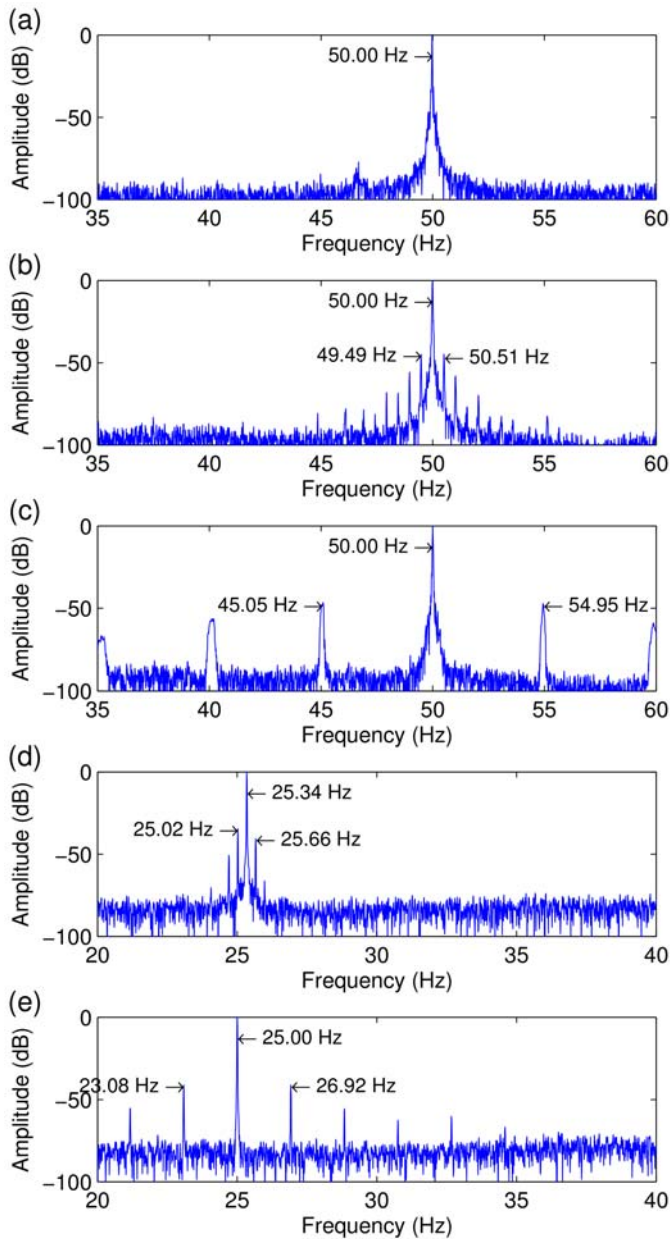 (a)
0
−50
−100
Amplitude (dB)
50.00 Hz
35 40 45 50 55 60
Frequency (Hz)
(b)
0
−50
−100
Amplitude (dB)
50.00 Hz
49.49 Hz 50.51 Hz
35 40 45 50 55 60
Frequency (Hz)
(c)
0
−50
−100
Amplitude (dB)
50.00 Hz
45.05 Hz 54.95 Hz
35 40 45 50 55 60
Frequency (Hz)
(d)
0
−50
−100
Amplitude (dB)
25.34 Hz
25.02 Hz 25.66 Hz
20 25 30 35 40
Frequency (Hz)
(e)
0
−50
−100
Amplitude (dB)
25.00 Hz
23.08 Hz 26.92 Hz
20 25 30 35 40
Frequency (Hz)